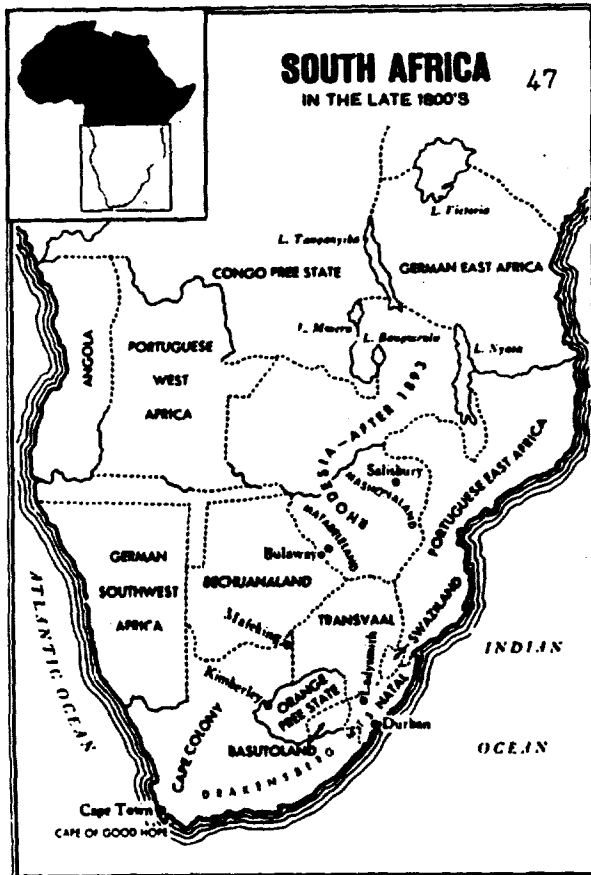 SOUTH AFRICA
47
IN THE LATE 1800'S
L. Victoria
L. Tanganyika
CONGO FREE STATE
GERMAN EAST AFRICA
L. Mweru
L. Bangweulu
L. Nyasa
ANGOLA
PORTUGUESE
WEST
AFRICA
RHODESIA—AFTER 1893
Salisbury
MASHONALAND
MATABELELAND
PORTUGUESE EAST AFRICA
Bulawayo
GERMAN
SOUTHWEST
AFRICA
BECHUANALAND
Mafeking
TRANSVAAL
SWAZILAND
Ladysmith
Kimberley
ORANGE
FREE STATE
NATAL
Durban
CAPE COLONY
BASUTOLAND
DRAKENSBERG
Cape Town
CAPE OF GOOD HOPE
ATLANTIC OCEAN
INDIAN
OCEAN